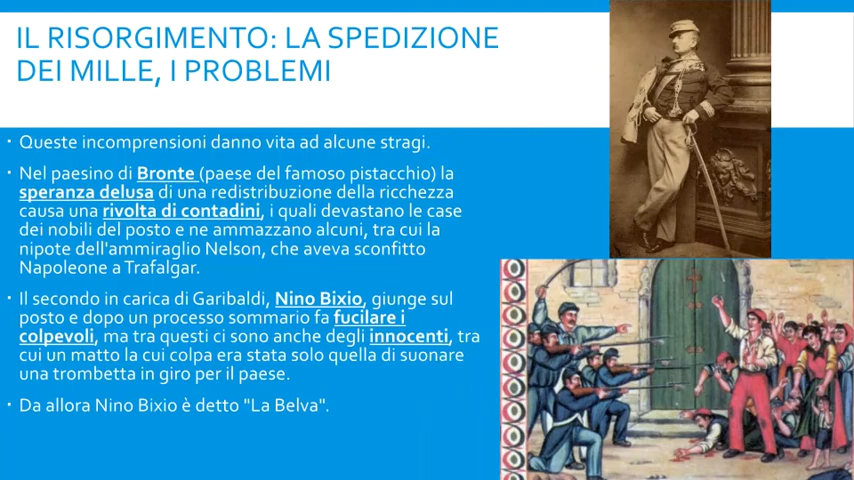 IL RISORGIMENTO: LA SPEDIZIONE
DEI MILLE, I PROBLEMI
• Queste incomprensioni danno vita ad alcune stragi.
• Nel paesino di Bronte (paese del famoso pistacchio) la
speranza delusa di una redistribuzione della ricchezza
causa una rivolta di contadini, i quali devastano le case
dei nobili del posto e ne ammazzano alcuni, tra cui la
nipote dell'ammiraglio Nelson, che aveva sconfitto
Napoleone a Trafalgar.
• Il secondo in carica di Garibaldi, Nino Bixio, giunge sul
posto e dopo un processo sommario fa fucilare i
colpevoli, ma tra questi ci sono anche degli innocenti, tra
cui un matto la cui colpa era stata solo quella di suonare
una trombetta in giro per il paese.
• Da allora Nino Bixio è detto "La Belva".